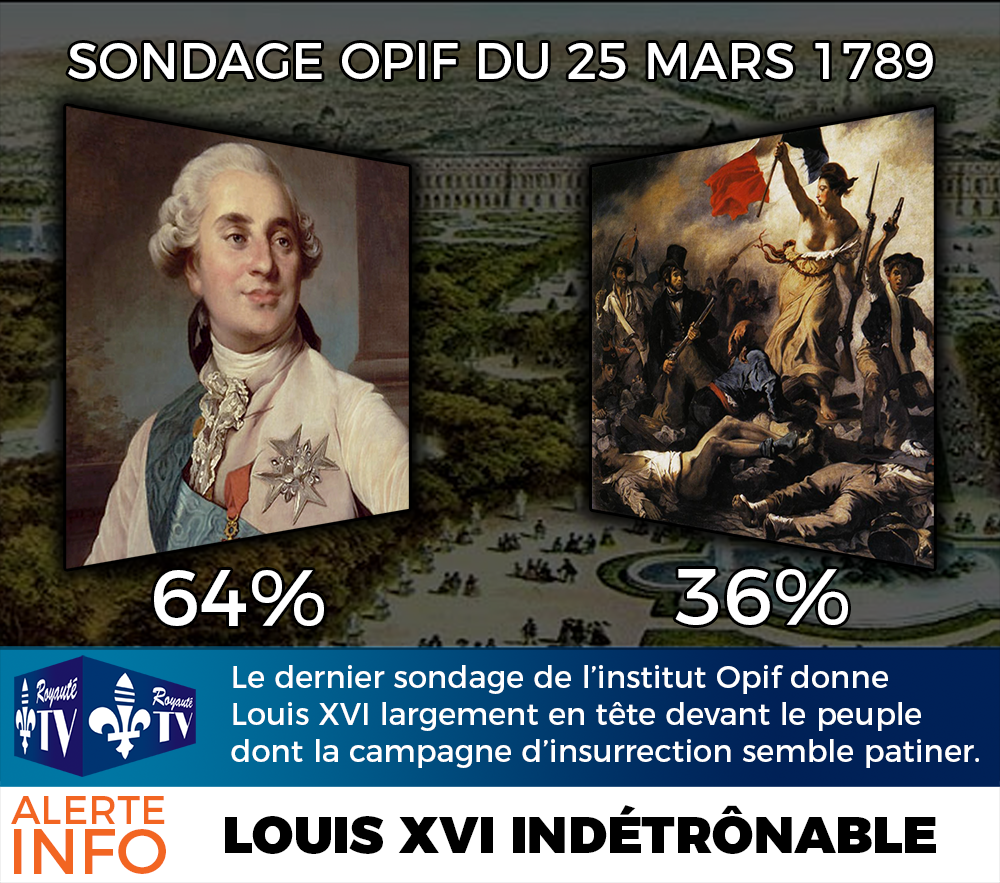 SONDAGE OPIF DU 25 MARS 1789
64%
36%
Royauté
TV
Royauté
TV
Le dernier sondage de l’institut Opif donne
Louis XVI largement en tête devant le peuple
dont la campagne d’insurrection semble patiner.
ALERTE
INFO
LOUIS XVI INDÉTRÔNABLE